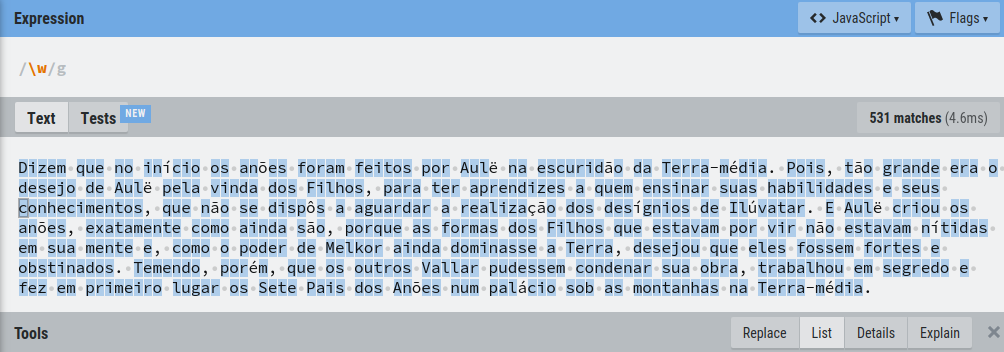 Expression
<> JavaScript ▾
Flags ▾
/\w/g
Text
Tests
NEW
531 matches (4.6ms)
Dizem·que·no·início·os·anões·foram·feitos·por·Aulë·na·escuridão·da·Terra-média.·Pois,·tão·grande·era·o·
desejo·de·Aulë·pela·vinda·dos·Filhos,·para·ter·aprendizes·a·quem·ensinar·suas·habilidades·e·seus·
conhecimentos,·que·não·se·dispôs·a·aguardar·a·realização·dos·desígnios·de·Ilúvatar.·E·Aulë·criou·os·
anões,·exatamente·como·ainda·são,·porque·as·formas·dos·Filhos·que·estavam·por·vir·não·estavam·nítidas·
em·sua·mente·e,·como·o·poder·de·Melkor·ainda·dominasse·a·Terra,·desejou·que·eles·fossem·fortes·e·
obstinados.·Temendo,·porém,·que·os·outros·Vallar·pudessem·condenar·sua·obra,·trabalhou·em·segredo·e·
fez·em·primeiro·lugar·os·Sete·Pais·dos·Anões·num·palácio·sob·as·montanhas·na·Terra-média.
Tools
Replace
List
Details
Explain
×